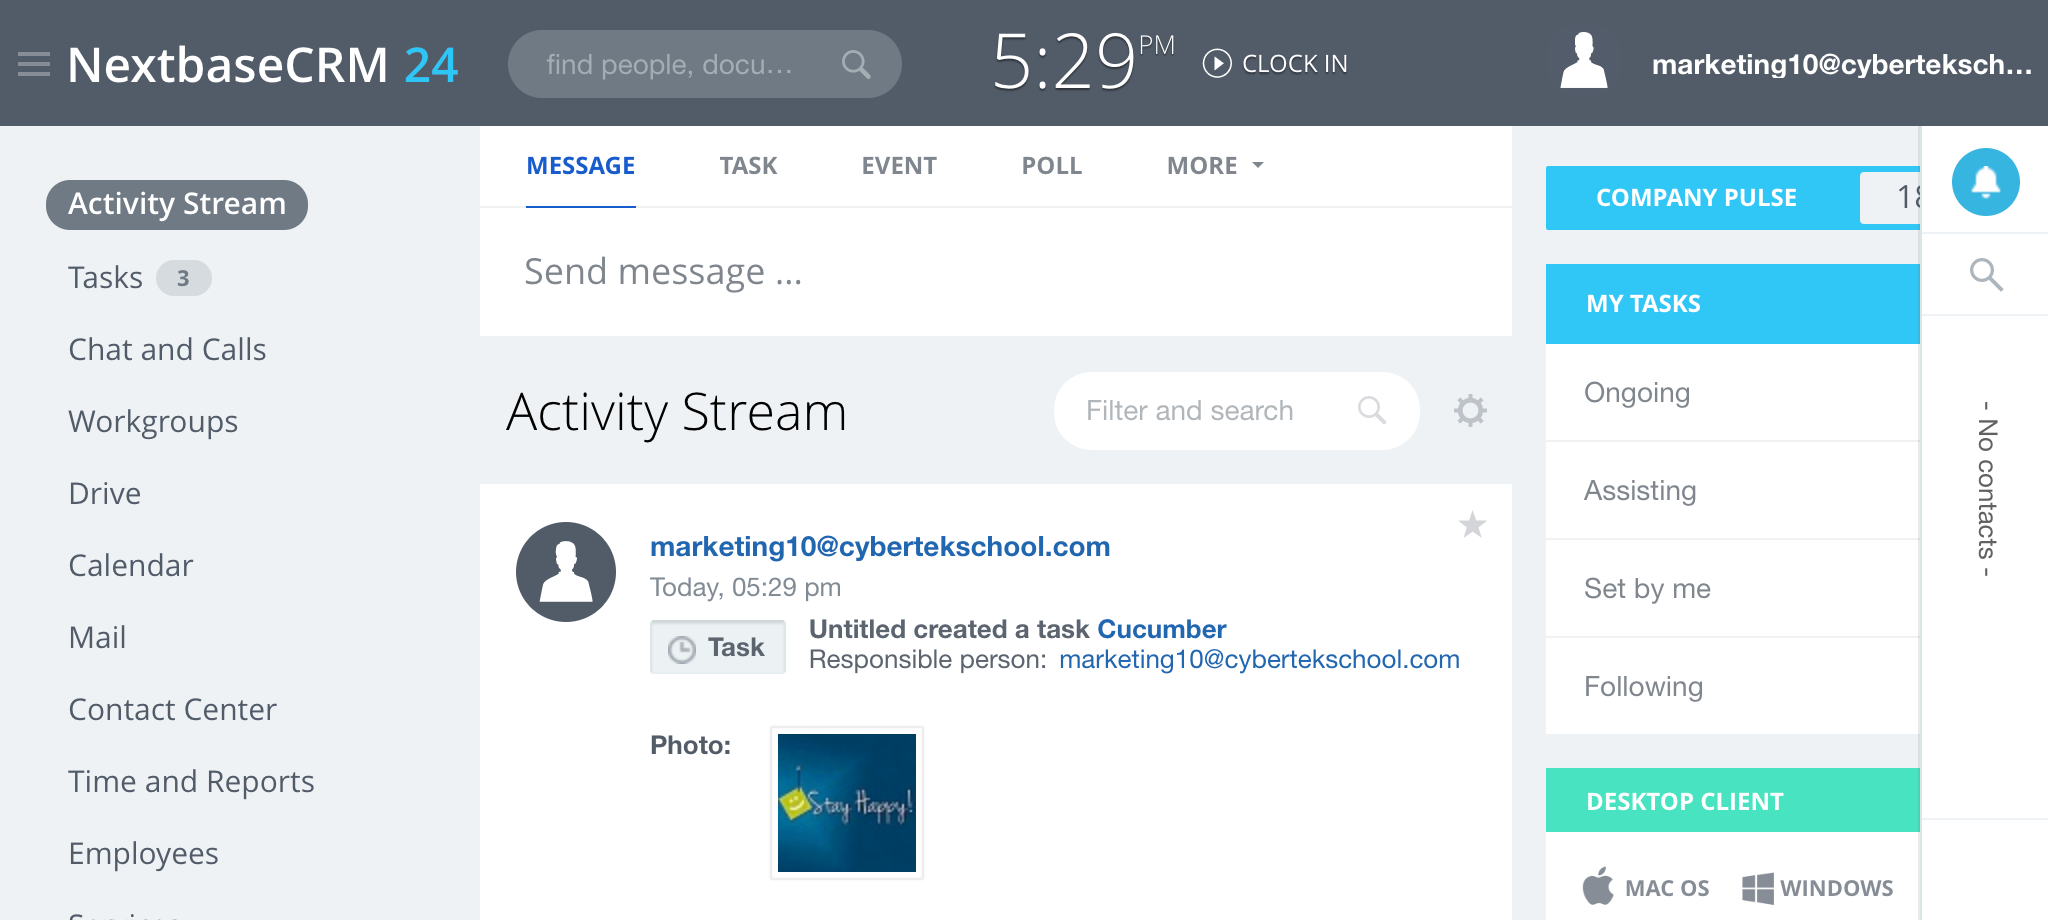 NextbaseCRM 24
find people, docu...
5:29 PM
CLOCK IN
marketing10@cyberteksch...
Activity Stream
Tasks 3
Chat and Calls
Workgroups
Drive
Calendar
Mail
Contact Center
Time and Reports
Employees
MESSAGE TASK EVENT POLL MORE
Send message ...
Activity Stream
Filter and search
marketing10@cybertekschool.com
Today, 05:29 pm
Task
Untitled created a task Cucumber
Responsible person: marketing10@cybertekschool.com
Photo:
Stay Happy!
COMPANY PULSE
MY TASKS
Ongoing
Assisting
Set by me
Following
DESKTOP CLIENT
MAC OS WINDOWS
- No contacts -